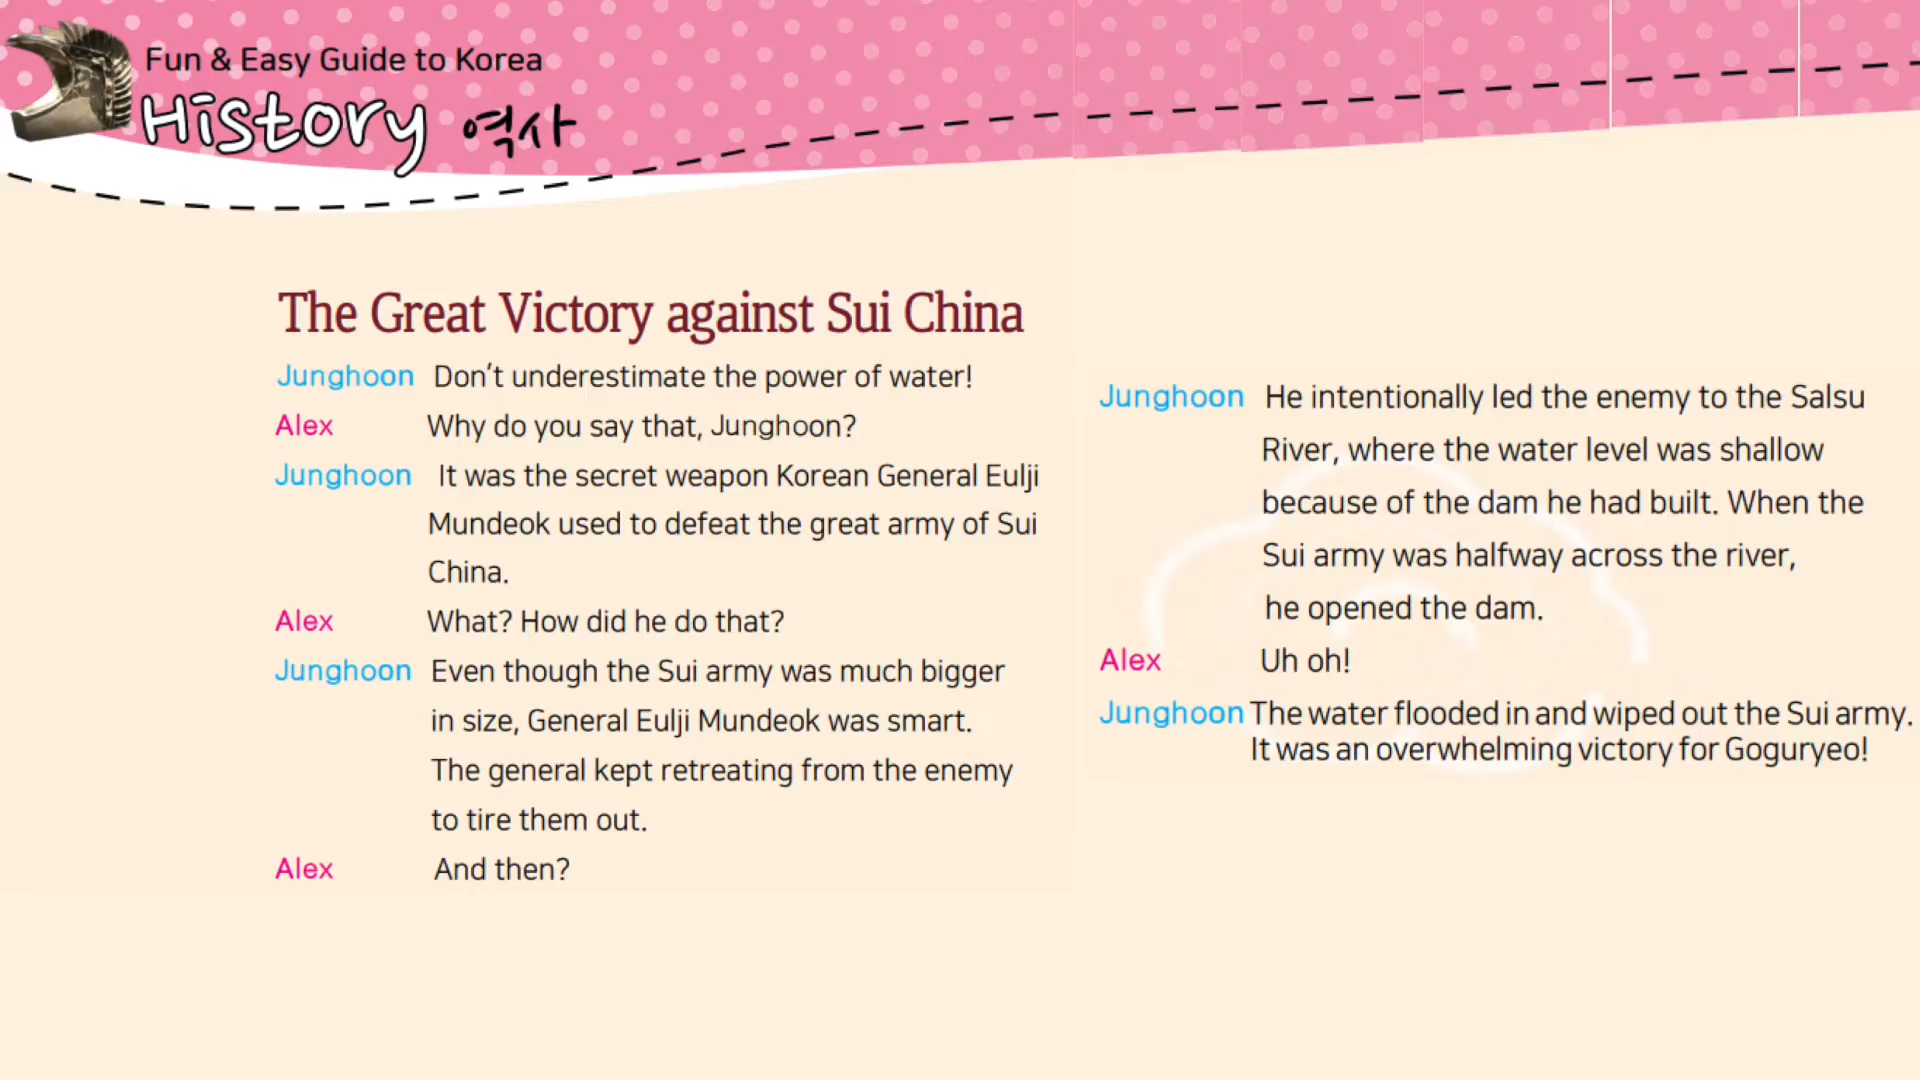 Fun & Easy Guide to Korea
History 역사
The Great Victory against Sui China
Junghoon Don't underestimate the power of water!
Alex Why do you say that, Junghoon?
Junghoon It was the secret weapon Korean General Eulji
Mundeok used to defeat the great army of Sui
China.
Alex What? How did he do that?
Junghoon Even though the Sui army was much bigger
in size, General Eulji Mundeok was smart.
The general kept retreating from the enemy
to tire them out.
Alex And then?
Junghoon He intentionally led the enemy to the Salsu
River, where the water level was shallow
because of the dam he had built. When the
Sui army was halfway across the river,
he opened the dam.
Alex Uh oh!
Junghoon The water flooded in and wiped out the Sui army.
It was an overwhelming victory for Goguryeo!